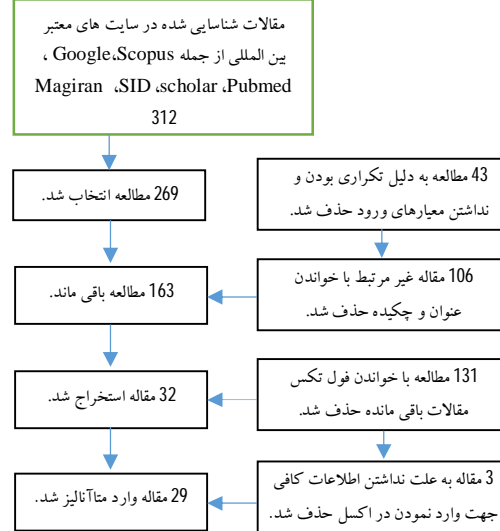 مقالات شناسایی شده در سایت های معتبر
بین المللی از جمله Google،Scopus ،
Magiran ،SID ،scholar ،Pubmed
312
43 مطالعه به دلیل تکراری بودن و
نداشتن معیارهای ورود حذف شد.
269 مطالعه انتخاب شد.
106 مقاله غیر مرتبط با خواندن
عنوان و چکیده حذف شد.
163 مطالعه باقی ماند.
131 مطالعه با خواندن فول تکس
مقالات باقی مانده حذف شد.
32 مقاله استخراج شد.
3 مقاله به علت نداشتن اطلاعات کافی
جهت وارد نمودن در اکسل حذف شد.
29 مقاله وارد متاآنالیز شد.